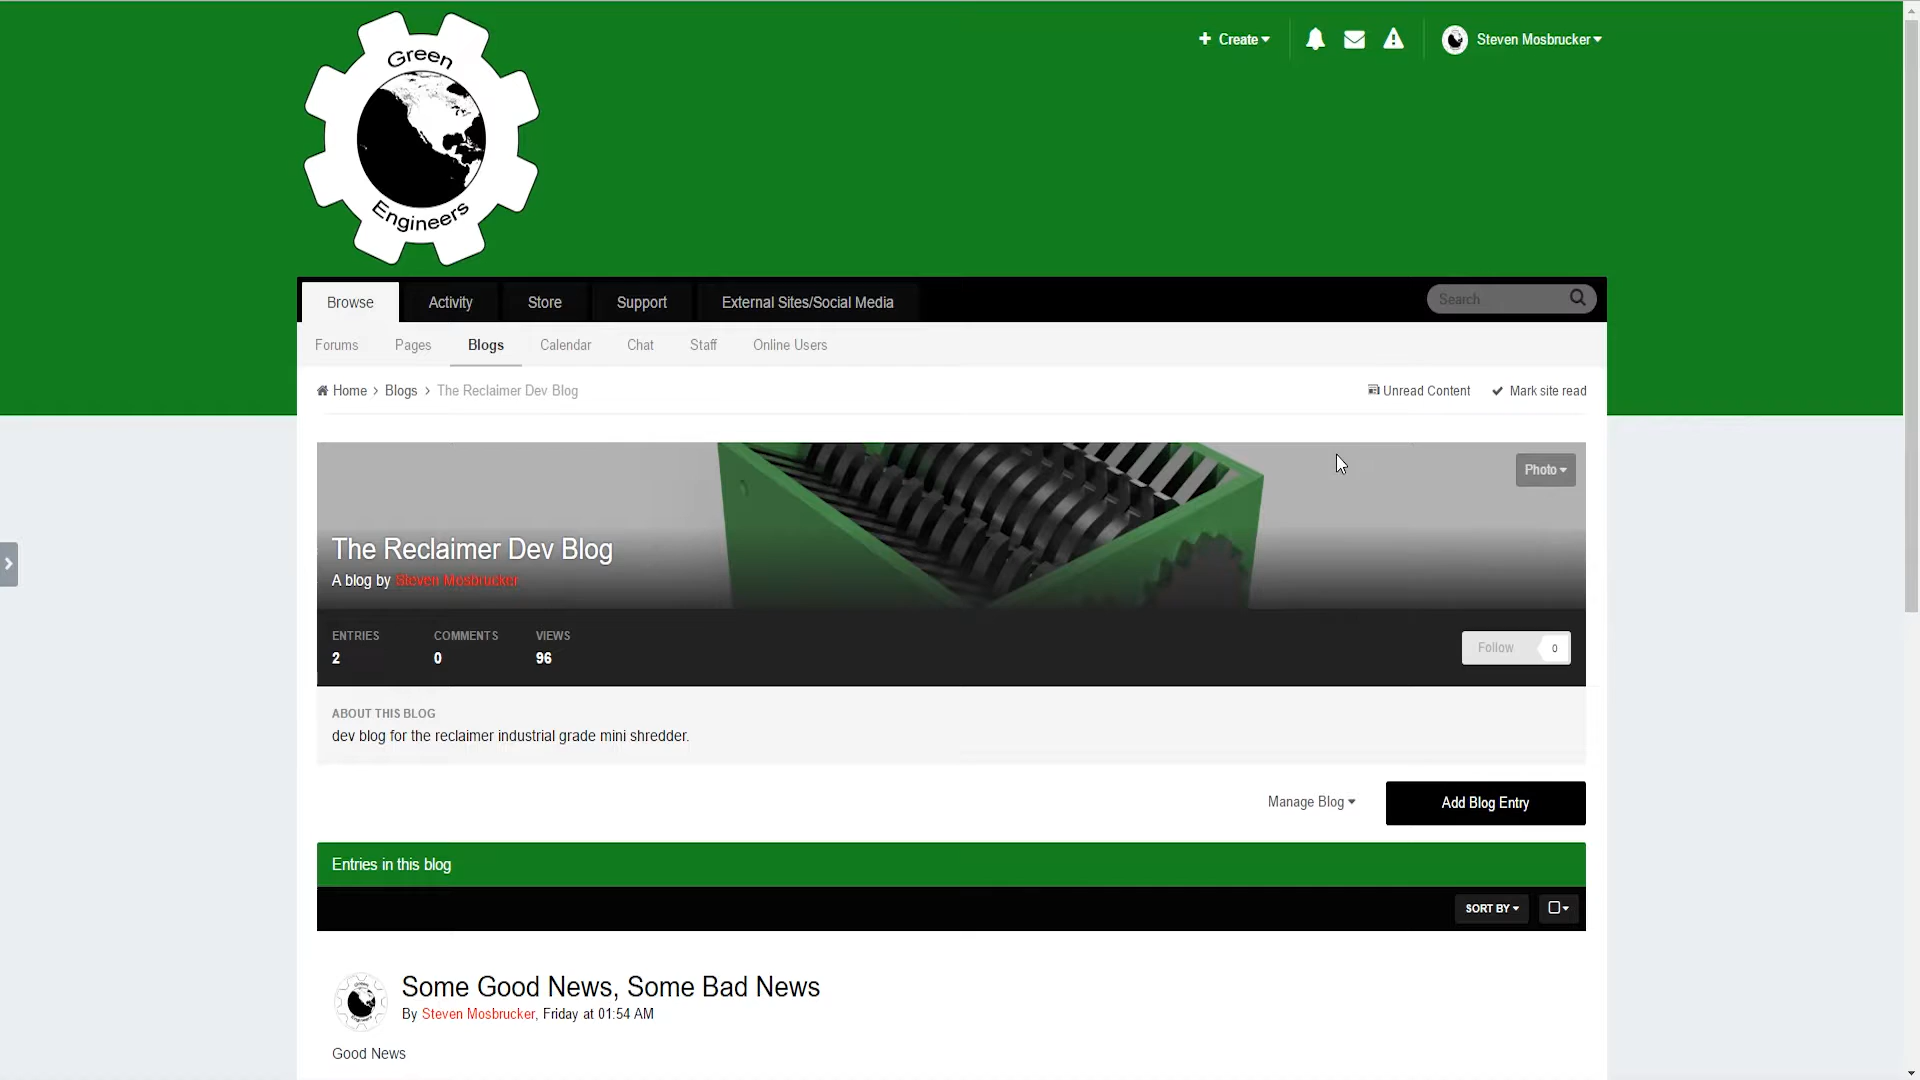 Green
Engineers
Create
Steven Mosbrucker
Browse
Activity
Store
Support
External Sites/Social Media
Search
Forums
Pages
Blogs
Calendar
Chat
Staff
Online Users
Home > Blogs > The Reclaimer Dev Blog
Unread Content
Mark site read
Photo
The Reclaimer Dev Blog
A blog by Steven Mosbrucker
ENTRIES
2
COMMENTS
0
VIEWS
96
Follow
0
ABOUT THIS BLOG
dev blog for the reclaimer industrial grade mini shredder.
Manage Blog
Add Blog Entry
Entries in this blog
SORT BY
Green
Engineers
Some Good News, Some Bad News
By Steven Mosbrucker, Friday at 01:54 AM
Good News